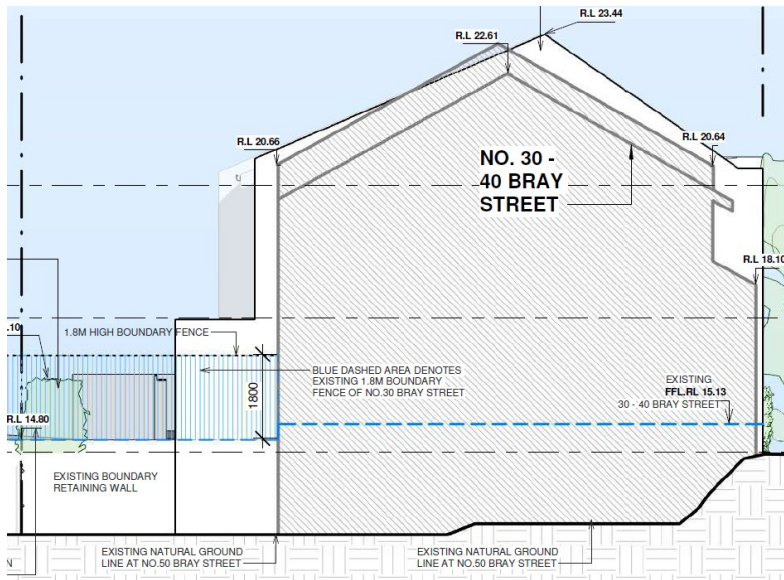 R.L 23.44
R.L 22.61
R.L 20.66
R.L 20.64
NO. 30 -
40 BRAY
STREET
R.L 18.10
.10
1.8M HIGH BOUNDARY FENCE
BLUE DASHED AREA DENOTES
EXISTING 1.8M BOUNDARY
FENCE OF NO.30 BRAY STREET
1800
EXISTING
FFL.RL 15.13
30 - 40 BRAY STREET
R.L 14.80
EXISTING BOUNDARY
RETAINING WALL
EXISTING NATURAL GROUND
LINE AT NO.50 BRAY STREET
EXISTING NATURAL GROUND
LINE AT NO.50 BRAY STREET
N